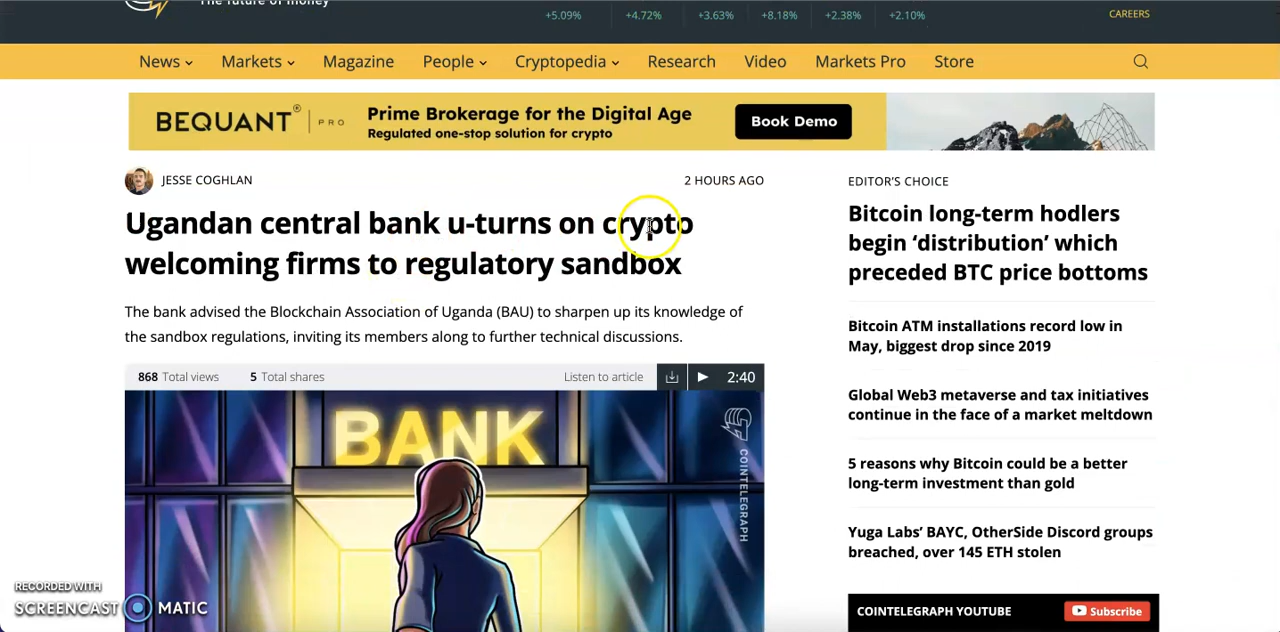 The future of money
+5.09% +4.72% +3.63% +8.18% +2.38% +2.10%
CAREERS
News Markets Magazine People Cryptopedia Research Video Markets Pro Store
BEQUANT® | PRO
Prime Brokerage for the Digital Age
Regulated one-stop solution for crypto
Book Demo
JESSE COGHLAN
2 HOURS AGO
Ugandan central bank u-turns on crypto
welcoming firms to regulatory sandbox
The bank advised the Blockchain Association of Uganda (BAU) to sharpen up its knowledge of
the sandbox regulations, inviting its members along to further technical discussions.
868 Total views 5 Total shares Listen to article 2:40
BANK
COINTELEGRAPH
EDITOR'S CHOICE
Bitcoin long-term hodlers
begin ‘distribution’ which
preceded BTC price bottoms
Bitcoin ATM installations record low in
May, biggest drop since 2019
Global Web3 metaverse and tax initiatives
continue in the face of a market meltdown
5 reasons why Bitcoin could be a better
long-term investment than gold
Yuga Labs’ BAYC, OtherSide Discord groups
breached, over 145 ETH stolen
COINTELEGRAPH YOUTUBE
Subscribe
RECORDED WITH
SCREENCAST MATIC